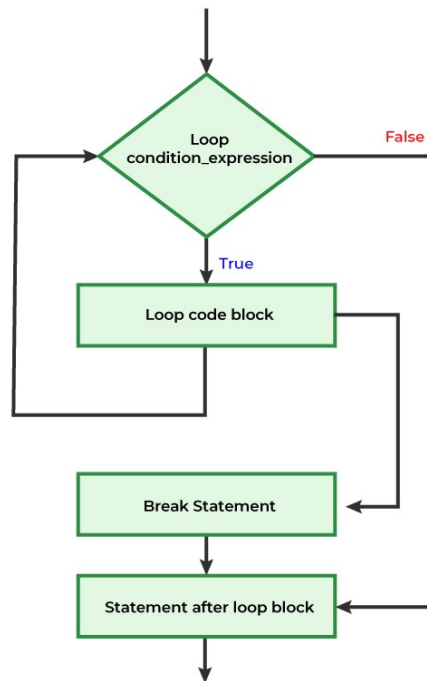 Loop
condition_expression
False
True
Loop code block
Break Statement
Statement after loop block